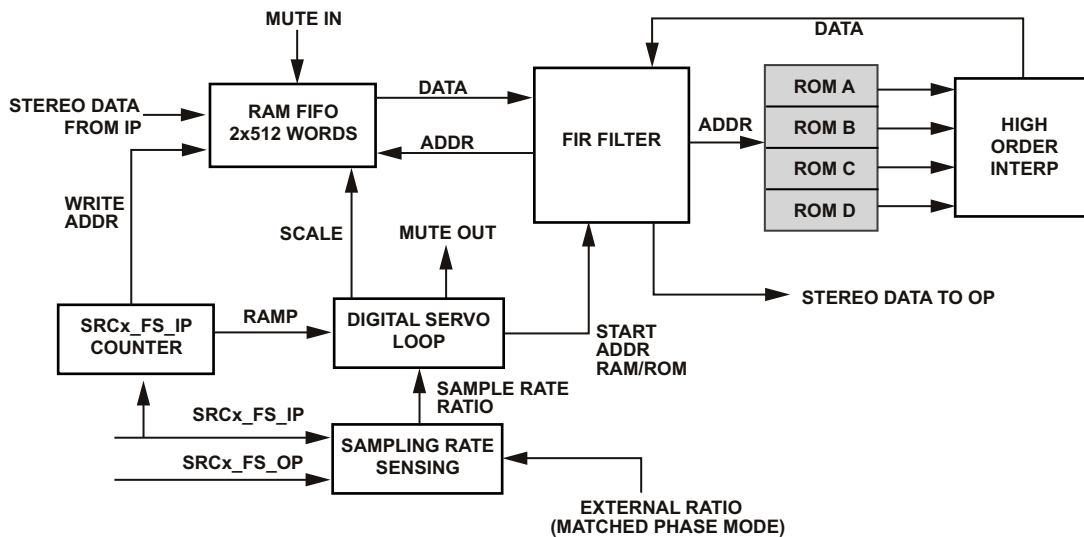 MUTE IN
DATA
STEREO DATA
FROM IP
RAM FIFO
2x512 WORDS
DATA
ADDR
FIR FILTER
ADDR
ROM A
ROM B
ROM C
ROM D
HIGH
ORDER
INTERP
WRITE
ADDR
SCALE
MUTE OUT
STEREO DATA TO OP
SRCx_FS_IP
COUNTER
RAMP
DIGITAL SERVO
LOOP
START
ADDR
RAM/ROM
SAMPLE RATE
RATIO
SRCx_FS_IP
SRCx_FS_OP
SAMPLING RATE
SENSING
EXTERNAL RATIO
(MATCHED PHASE MODE)